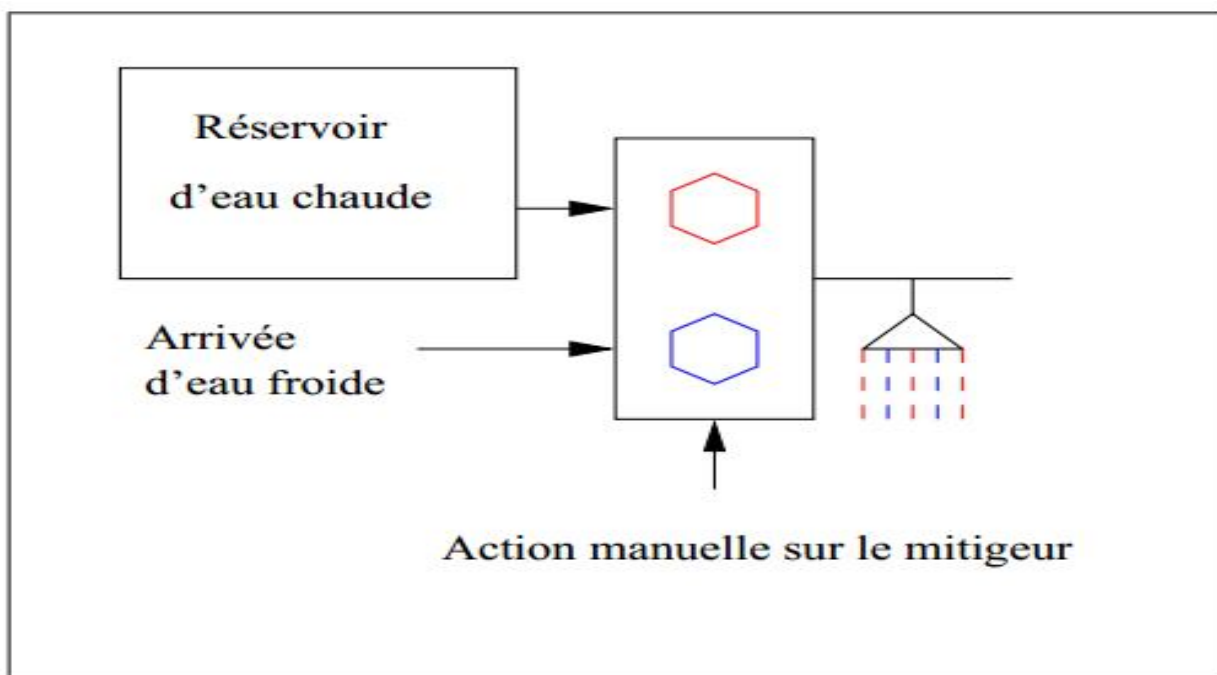 Réservoir
d'eau chaude
Arrivée
d'eau froide
Action manuelle sur le mitigeur